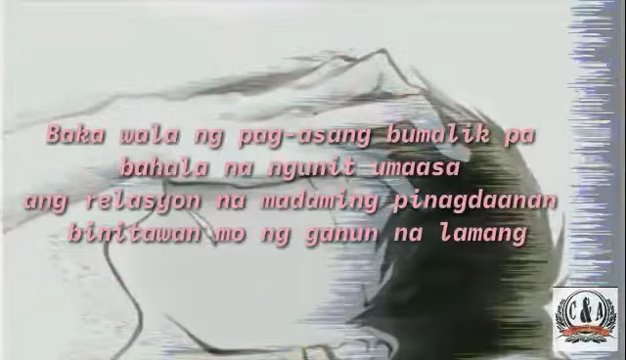 Baka wala ng pag-asang bumalik pa
bahala na ngunit umaasa
ang relasyon na madaming pinagdaanan
binitawan mo ng ganun na lamang
C & A